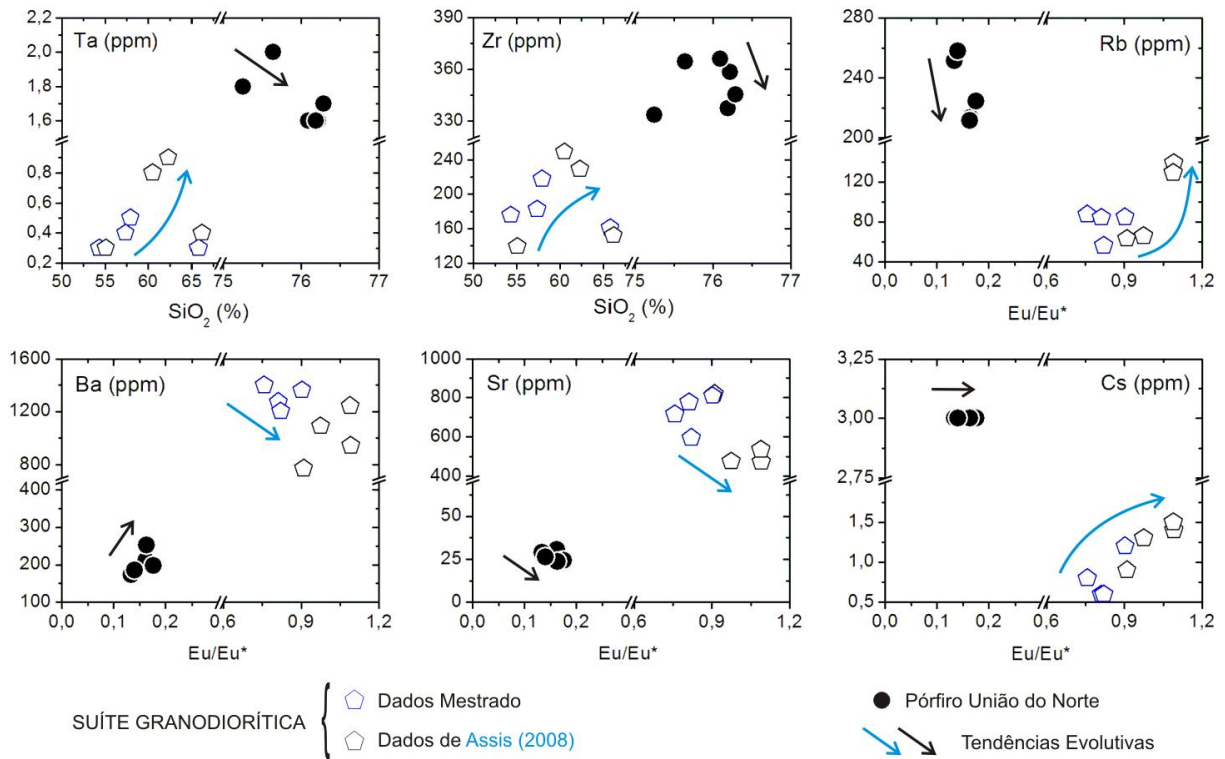 Ta (ppm)
2,2
2,0
1,8
1,6
0,8
0,6
0,4
0,2
50 55 60 65 75 76 77
SiO2 (%)
Zr (ppm)
390
360
330
240
200
160
120
50 55 60 65 75 76 77
SiO2 (%)
Rb (ppm)
280
260
240
220
200
160
120
80
40
0,0 0,1 0,2 0,6 0,9 1,2
Eu/Eu*
Ba (ppm)
1600
1200
800
400
300
200
100
0,0 0,1 0,2 0,6 0,9 1,2
Eu/Eu*
Sr (ppm)
1000
800
600
400
50
25
0
0,0 0,1 0,2 0,6 0,9 1,2
Eu/Eu*
Cs (ppm)
3,25
3,00
2,75
1,5
1,0
0,5
0,0 0,1 0,2 0,6 0,9 1,2
Eu/Eu*
SUÍTE GRANODIORÍTICA
Dados Mestrado
Dados de Assis (2008)
Pórfiro União do Norte
Tendências Evolutivas